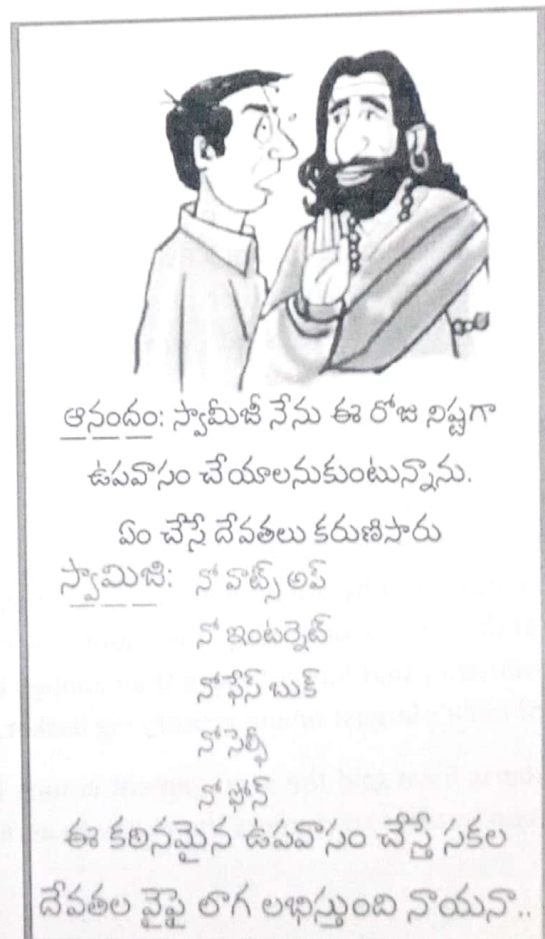 ఆనందం: స్వామీజీ నేను ఈ రోజు నిష్టగా
ఉపవాసం చేయాలనుకుంటున్నాను.
ఏం చేస్తే దేవతలు కరుణిసారు
స్వామిజి: నో వాట్స్ అప్
నో ఇంటర్నెట్
నో ఫేస్ బుక్
నో సెల్ఫీ
నో ఫోన్
ఈ కఠినమైన ఉపవాసం చేస్తే సకల
దేవతల వైఫై లాగ లభిస్తుంది నాయనా..